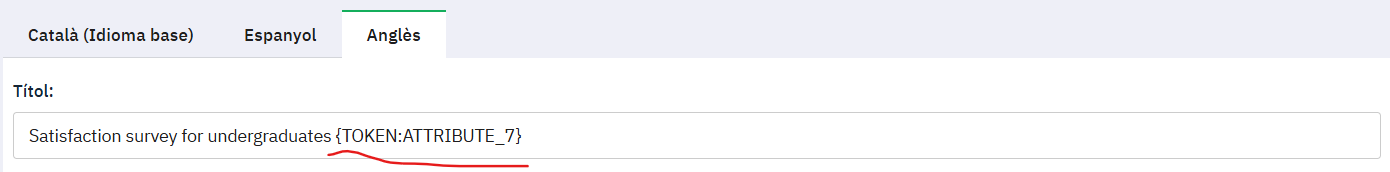 Català (Idioma base) Espanyol Anglès
Títol:
Satisfaction survey for undergraduates {TOKEN:ATTRIBUTE_7}